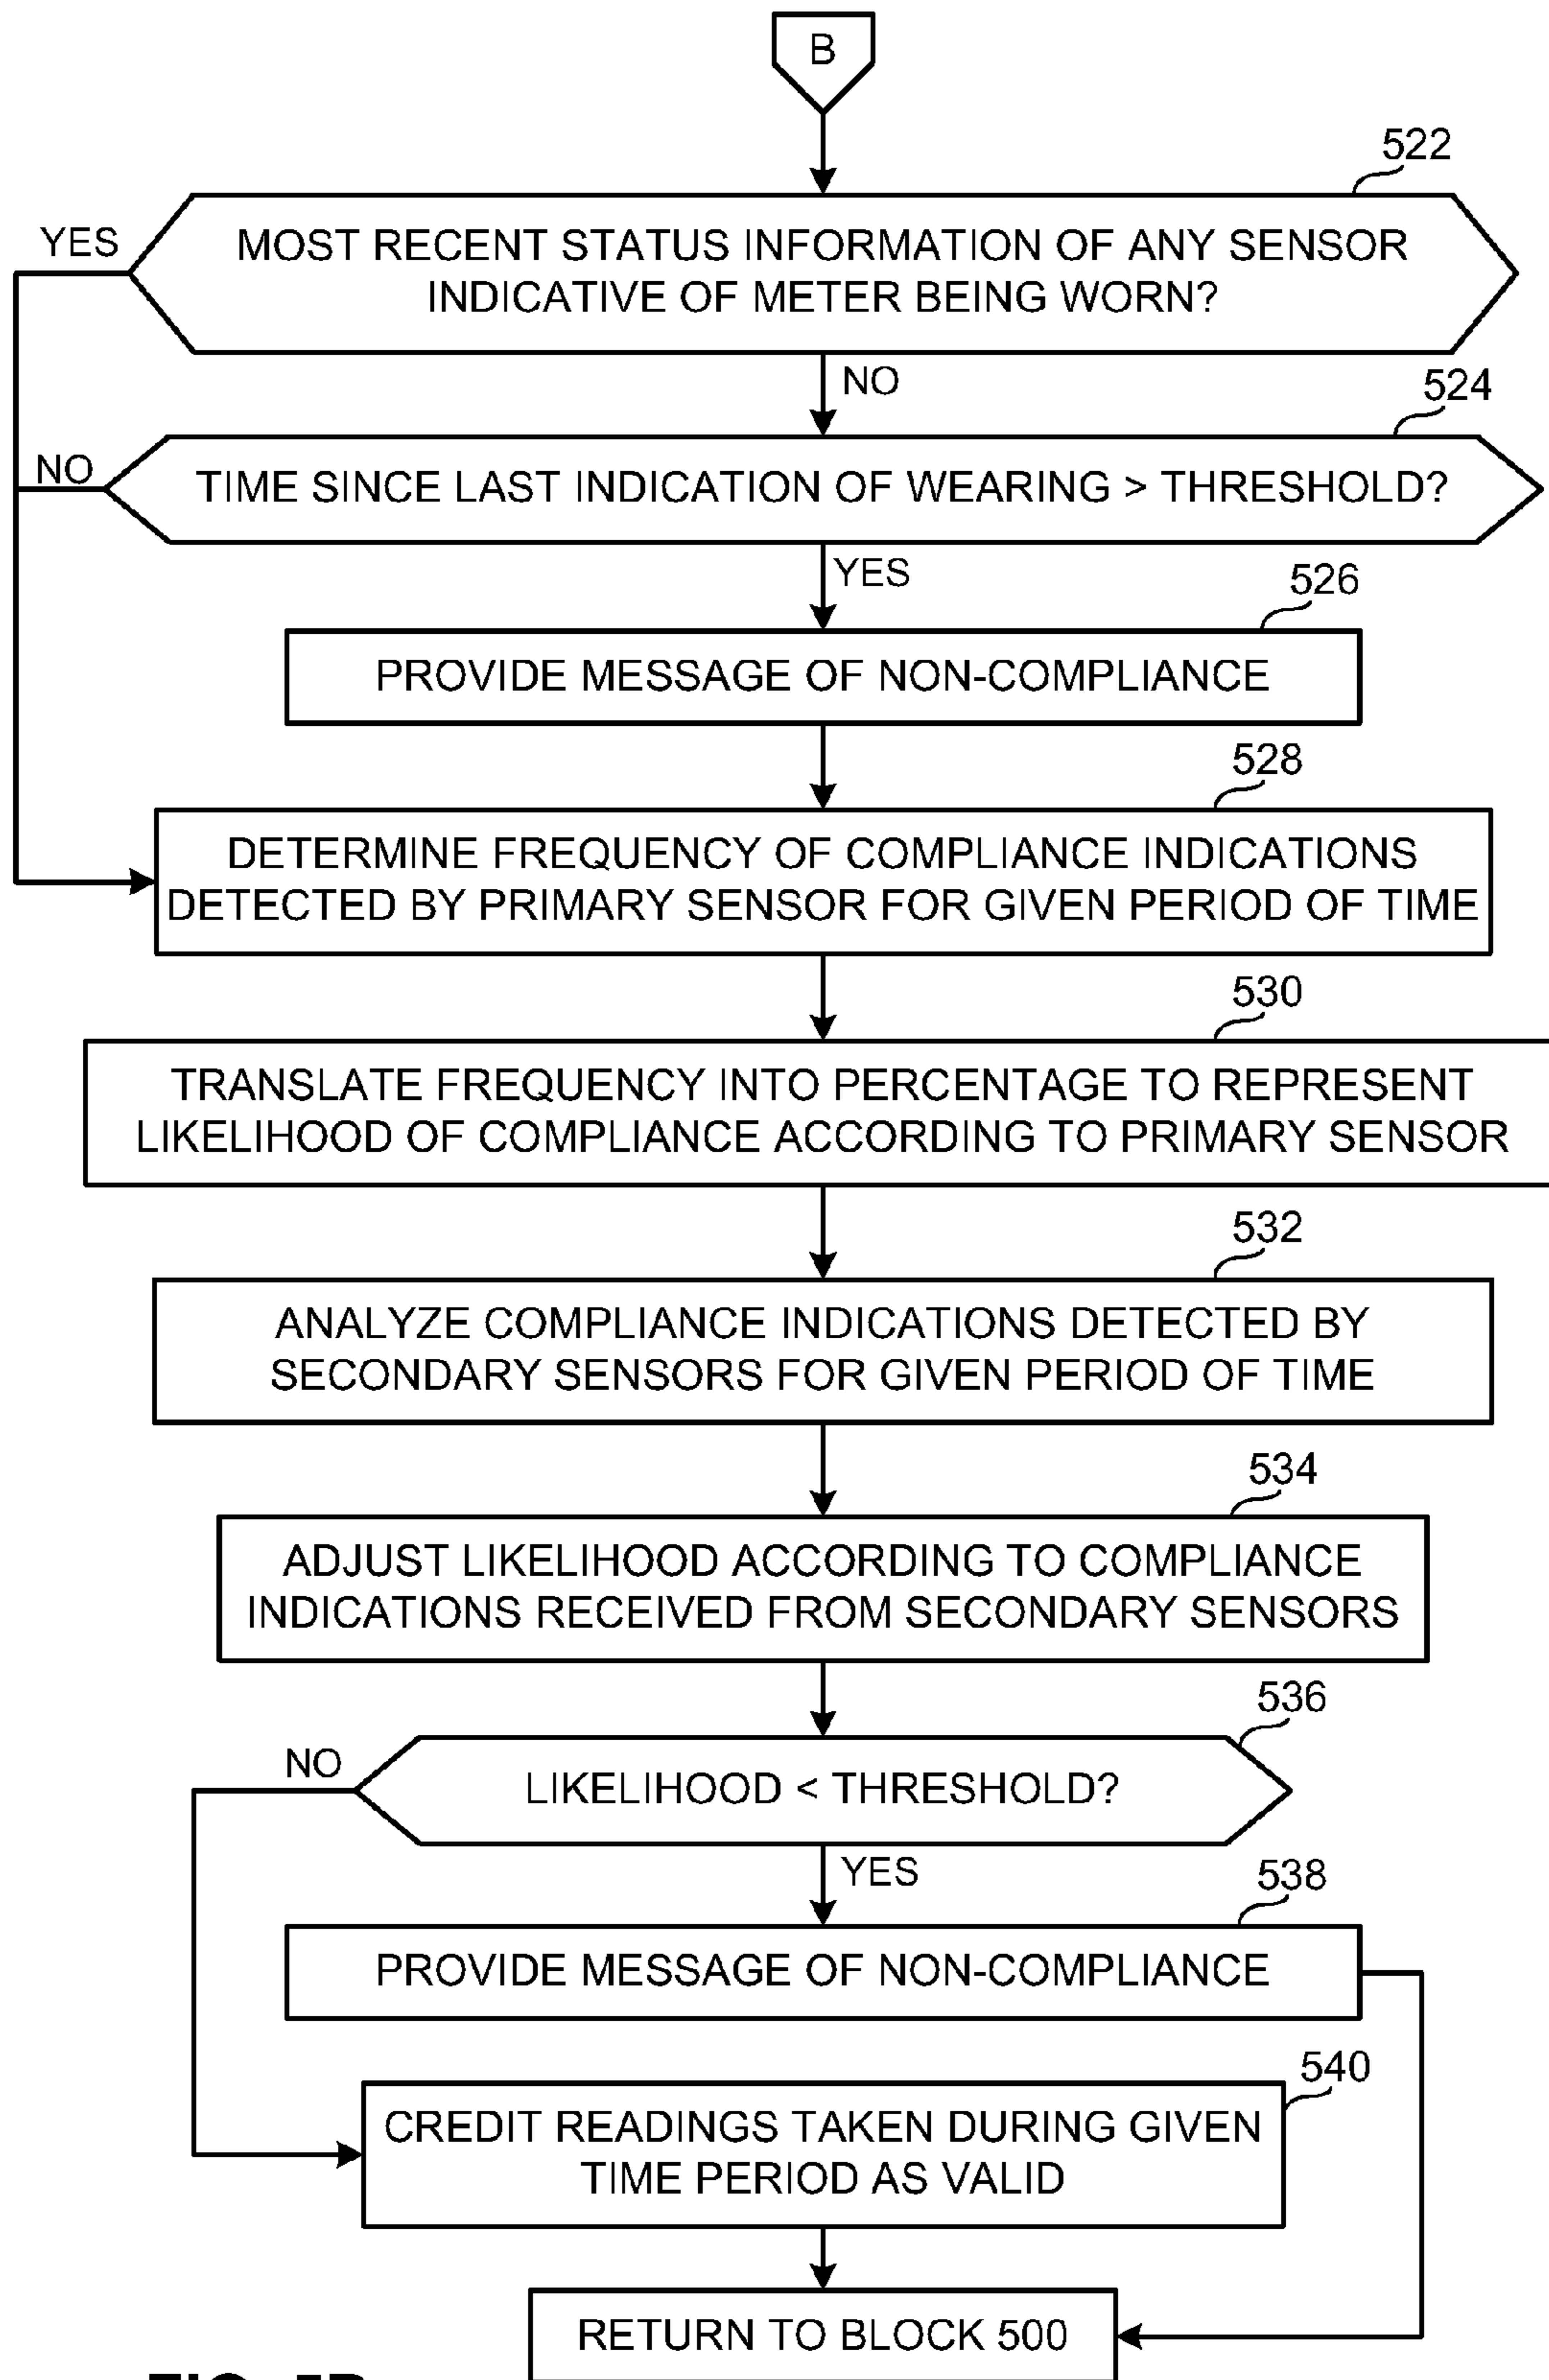 B
522
YES
MOST RECENT STATUS INFORMATION OF ANY SENSOR
INDICATIVE OF METER BEING WORN?
NO
524
NO
TIME SINCE LAST INDICATION OF WEARING > THRESHOLD?
YES
526
PROVIDE MESSAGE OF NON-COMPLIANCE
528
DETERMINE FREQUENCY OF COMPLIANCE INDICATIONS
DETECTED BY PRIMARY SENSOR FOR GIVEN PERIOD OF TIME
530
TRANSLATE FREQUENCY INTO PERCENTAGE TO REPRESENT
LIKELIHOOD OF COMPLIANCE ACCORDING TO PRIMARY SENSOR
532
ANALYZE COMPLIANCE INDICATIONS DETECTED BY
SECONDARY SENSORS FOR GIVEN PERIOD OF TIME
534
ADJUST LIKELIHOOD ACCORDING TO COMPLIANCE
INDICATIONS RECEIVED FROM SECONDARY SENSORS
536
NO
LIKELIHOOD < THRESHOLD?
YES
538
PROVIDE MESSAGE OF NON-COMPLIANCE
540
CREDIT READINGS TAKEN DURING GIVEN
TIME PERIOD AS VALID
RETURN TO BLOCK 500